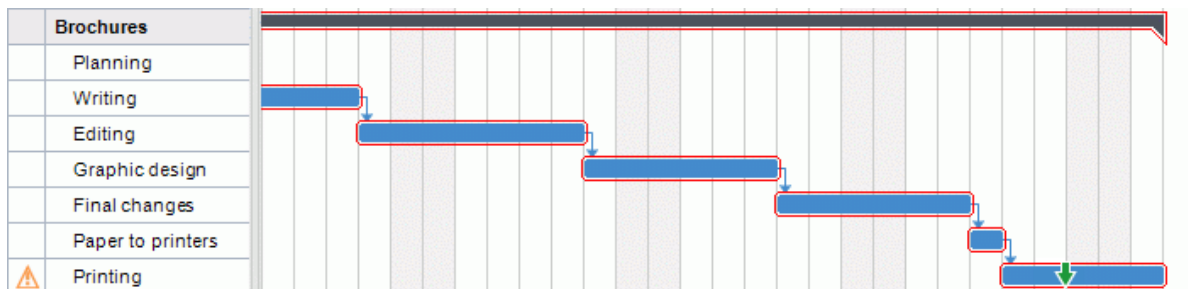 Brochures
Planning
Writing
Editing
Graphic design
Final changes
Paper to printers
Printing